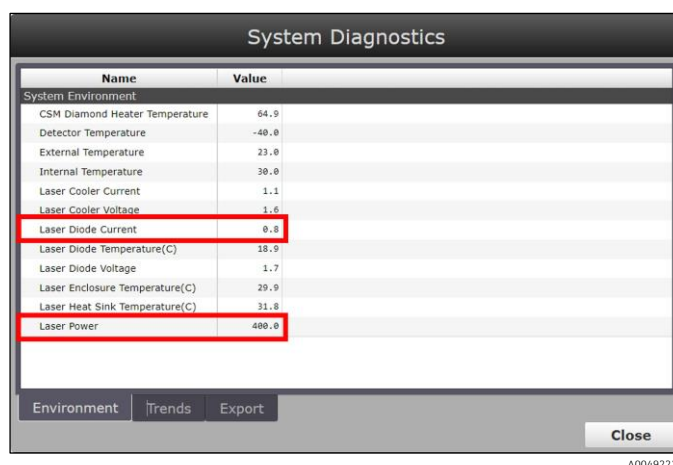 System Diagnostics
Name Value
System Environment
CSM Diamond Heater Temperature 64.9
Detector Temperature -40.0
External Temperature 23.0
Internal Temperature 30.0
Laser Cooler Current 1.1
Laser Cooler Voltage 1.6
Laser Diode Current 0.8
Laser Diode Temperature(C) 18.9
Laser Diode Voltage 1.7
Laser Enclosure Temperature(C) 29.9
Laser Heat Sink Temperature(C) 31.8
Laser Power 400.0
Environment Trends Export
Close